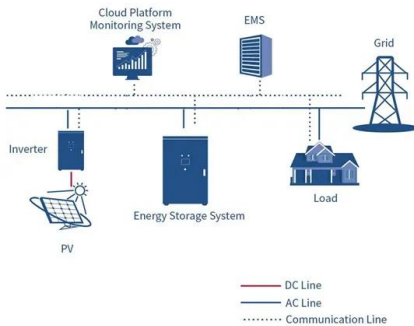 Cloud Platform
Monitoring System
EMS
Grid
Inverter
Energy Storage System
Load
PV
DC Line
AC Line
Communication Line